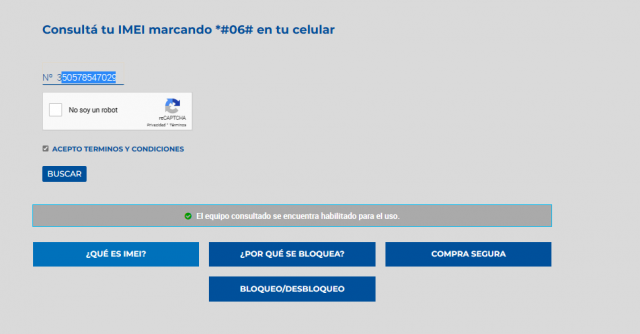 Consultá tu IMEI marcando *#06# en tu celular
Nº 350578547029
No soy un robot
reCAPTCHA
Privacidad * Términos
ACEPTO TERMINOS Y CONDICIONES
BUSCAR
El equipo consultado se encuentra habilitado para el uso.
¿QUÉ ES IMEI?
¿POR QUÉ SE BLOQUEA?
COMPRA SEGURA
BLOQUEO/DESBLOQUEO